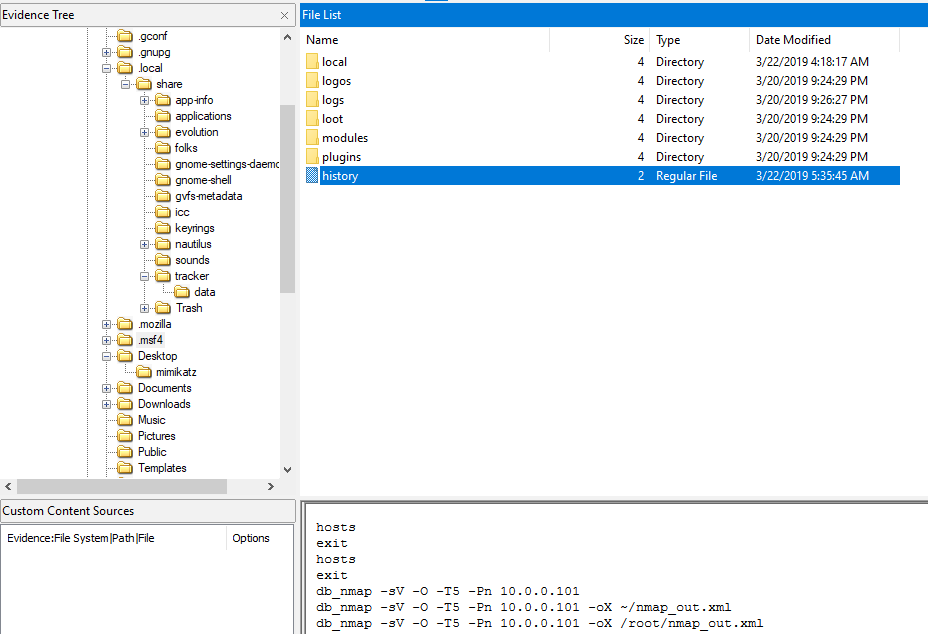 Evidence Tree
.gconf
.gnupg
.local
share
app-info
applications
evolution
folks
gnome-settings-daemo
gnome-shell
gvfs-metadata
icc
keyrings
nautilus
sounds
tracker
data
Trash
.mozilla
.msf4
Desktop
mimikatz
Documents
Downloads
Music
Pictures
Public
Templates
Custom Content Sources
Evidence:File System|Path|File Options
File List
Name Size Type Date Modified
local 4 Directory 3/22/2019 4:18:17 AM
logos 4 Directory 3/20/2019 9:24:29 PM
logs 4 Directory 3/20/2019 9:26:27 PM
loot 4 Directory 3/20/2019 9:24:29 PM
modules 4 Directory 3/20/2019 9:24:29 PM
plugins 4 Directory 3/20/2019 9:24:29 PM
history 2 Regular File 3/22/2019 5:35:45 AM
hosts
exit
hosts
exit
db_nmap -sV -O -T5 -Pn 10.0.0.101
db_nmap -sV -O -T5 -Pn 10.0.0.101 -oX ~/nmap_out.xml
db_nmap -sV -O -T5 -Pn 10.0.0.101 -oX /root/nmap_out.xml